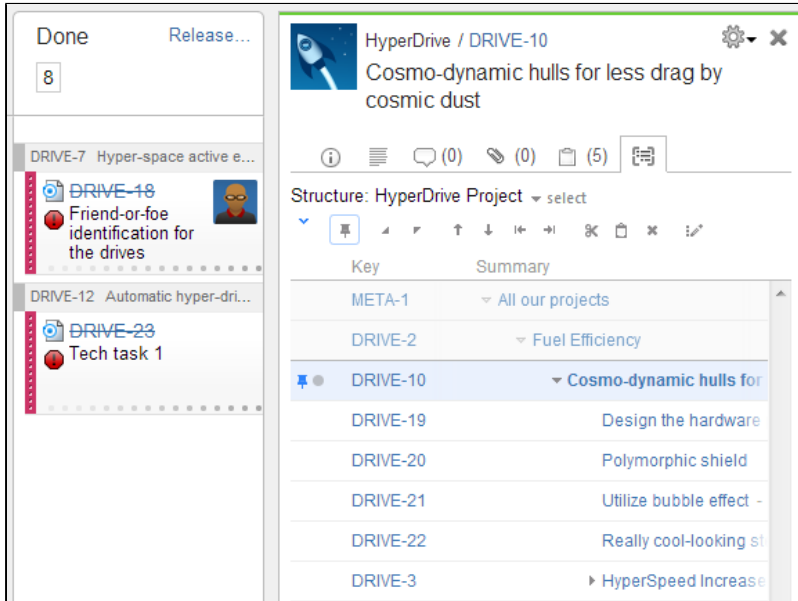 Done Release...
8
DRIVE-7 Hyper-space active e...
DRIVE-18
Friend-or-foe
identification for
the drives
DRIVE-12 Automatic hyper-dri...
DRIVE-23
Tech task 1
HyperDrive / DRIVE-10
Cosmo-dynamic hulls for less drag by
cosmic dust
(0) (0) (5)
Structure: HyperDrive Project select
Key Summary
META-1 All our projects
DRIVE-2 Fuel Efficiency
DRIVE-10 Cosmo-dynamic hulls for
DRIVE-19 Design the hardware
DRIVE-20 Polymorphic shield
DRIVE-21 Utilize bubble effect -
DRIVE-22 Really cool-looking st
DRIVE-3 HyperSpeed Increase